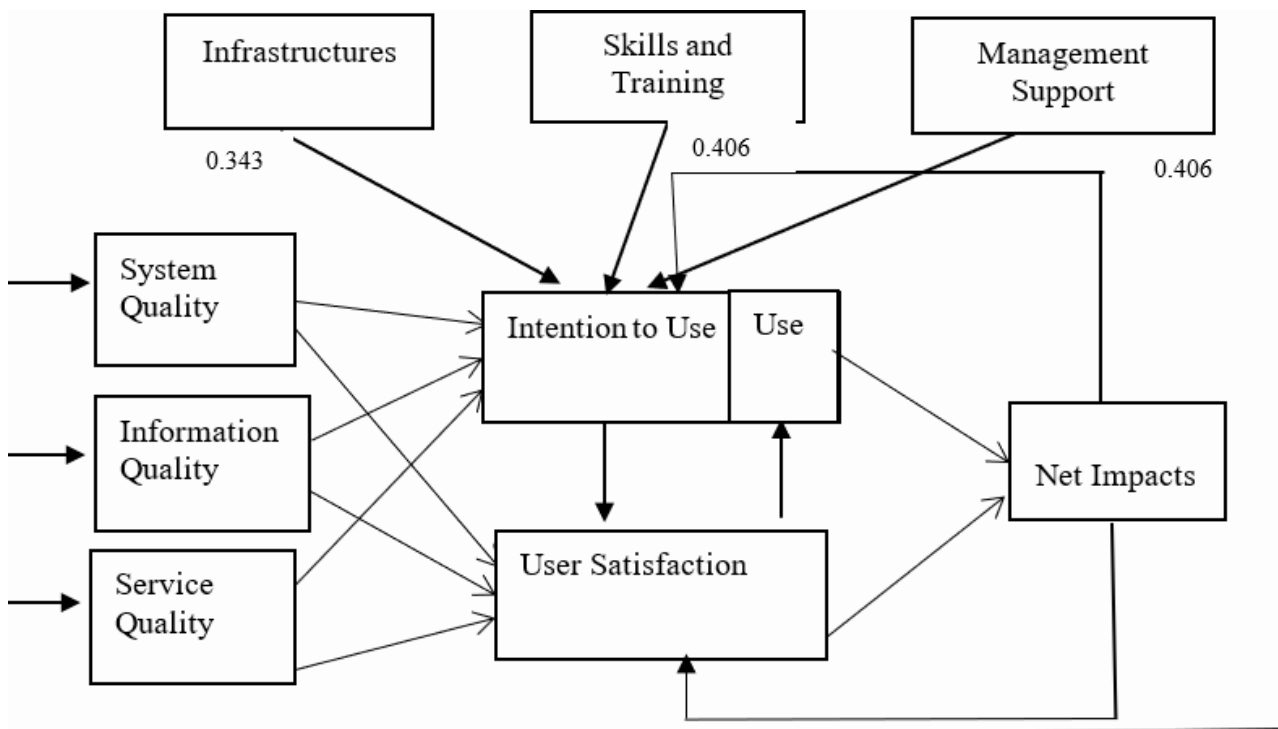 Infrastructures
Skills and
Training
Management
Support
0.343
0.406
0.406
System
Quality
Intention to Use
Use
Information
Quality
Net Impacts
Service
Quality
User Satisfaction